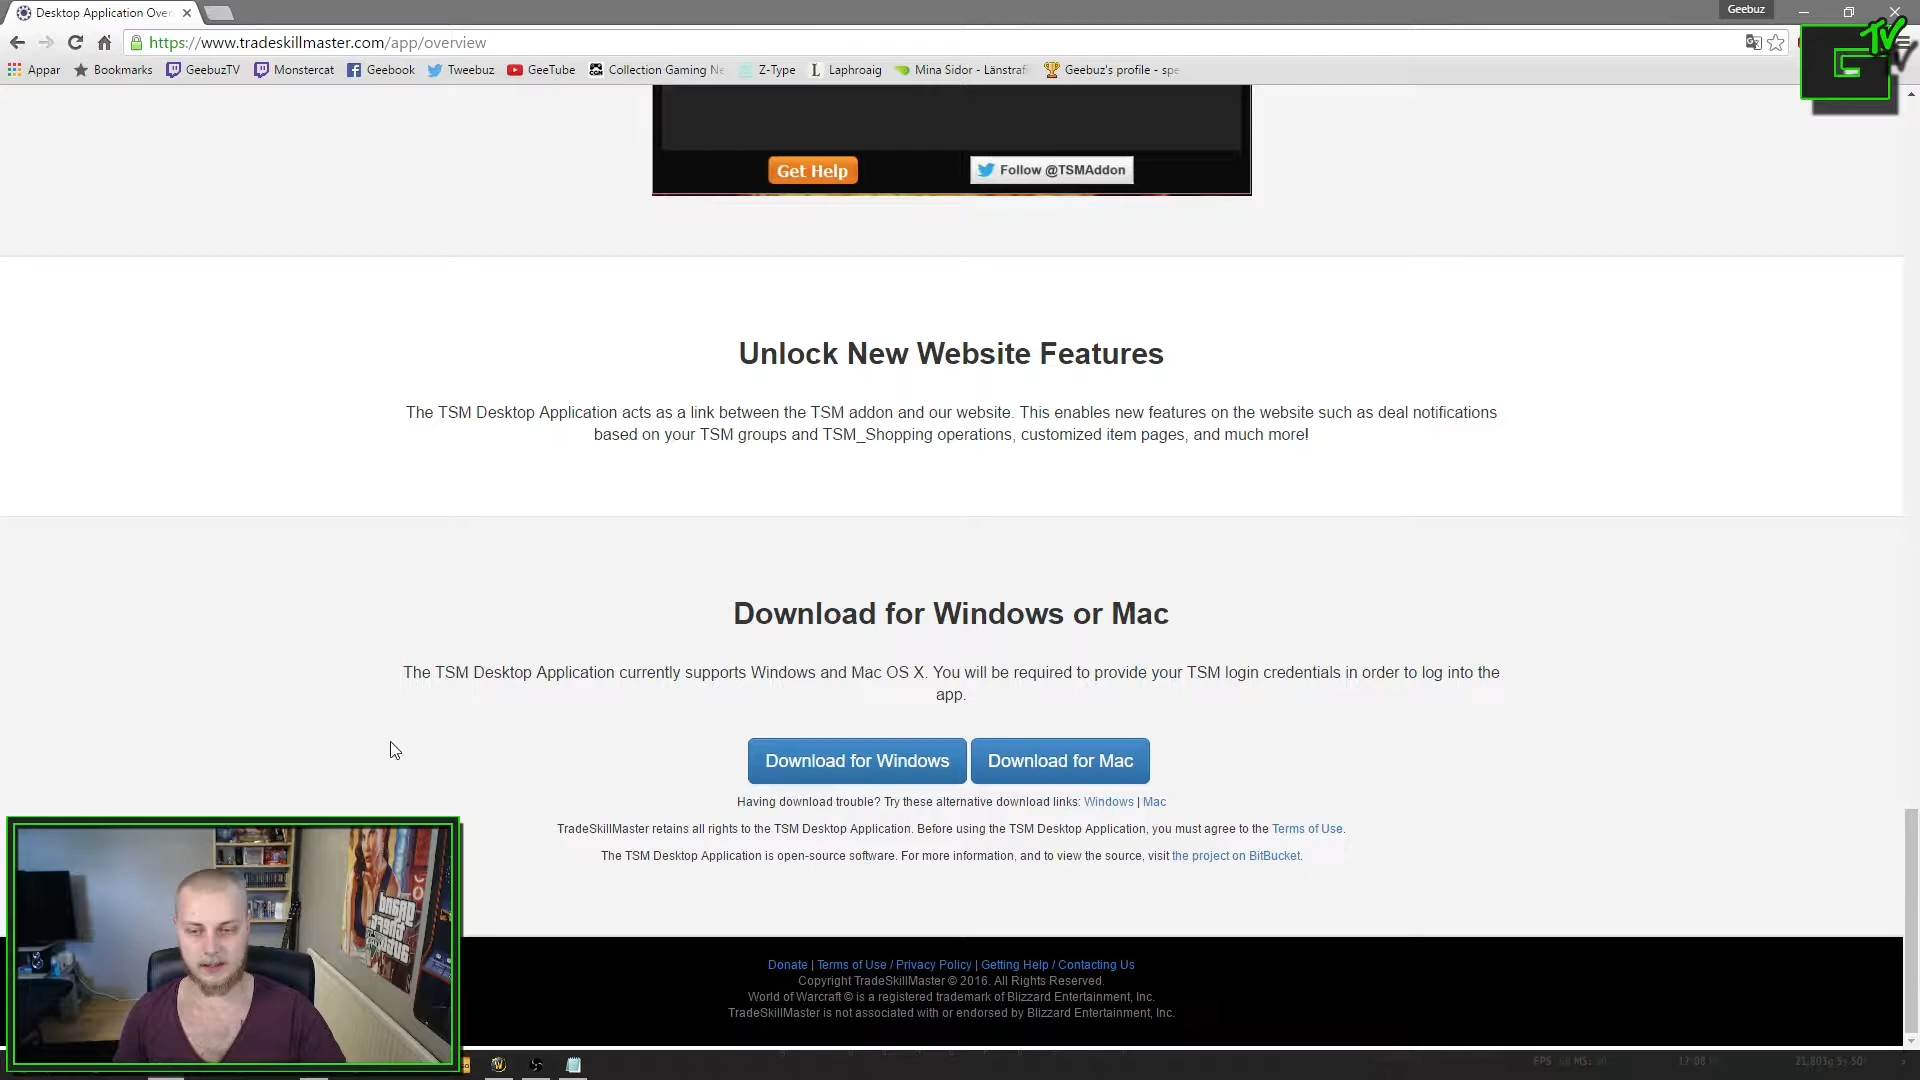 Desktop Application Over
Geebuz
https://www.tradeskillmaster.com/app/overview
Appar
Bookmarks
GeebuzTV
Monstercat
Geebook
Tweebuz
GeeTube
Collection Gaming Ne
Z-Type
Laphroaig
Mina Sidor - Länstrafi
Geebuz's profile - spe
TV
G
Get Help
Follow @TSMAddon
Unlock New Website Features
The TSM Desktop Application acts as a link between the TSM addon and our website. This enables new features on the website such as deal notifications
based on your TSM groups and TSM_Shopping operations, customized item pages, and much more!
Download for Windows or Mac
The TSM Desktop Application currently supports Windows and Mac OS X. You will be required to provide your TSM login credentials in order to log into the
app.
Download for Windows
Download for Mac
Having download trouble? Try these alternative download links: Windows | Mac
TradeSkillMaster retains all rights to the TSM Desktop Application. Before using the TSM Desktop Application, you must agree to the Terms of Use.
The TSM Desktop Application is open-source software. For more information, and to view the source, visit the project on BitBucket.
Donate | Terms of Use / Privacy Policy | Getting Help / Contacting Us
Copyright TradeSkillMaster © 2016. All Rights Reserved.
World of Warcraft © is a registered trademark of Blizzard Entertainment, Inc.
TradeSkillMaster is not associated with or endorsed by Blizzard Entertainment, Inc.
FPS
MS: